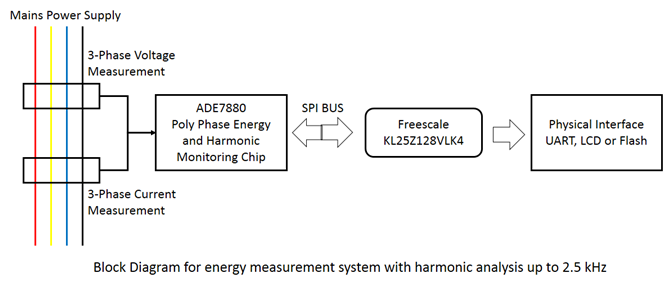 Mains Power Supply
3-Phase Voltage
Measurement
ADE7880
Poly Phase Energy
and Harmonic
Monitoring Chip
SPI BUS
Freescale
KL25Z128VLK4
Physical Interface
UART, LCD or Flash
3-Phase Current
Measurement
Block Diagram for energy measurement system with harmonic analysis up to 2.5 kHz